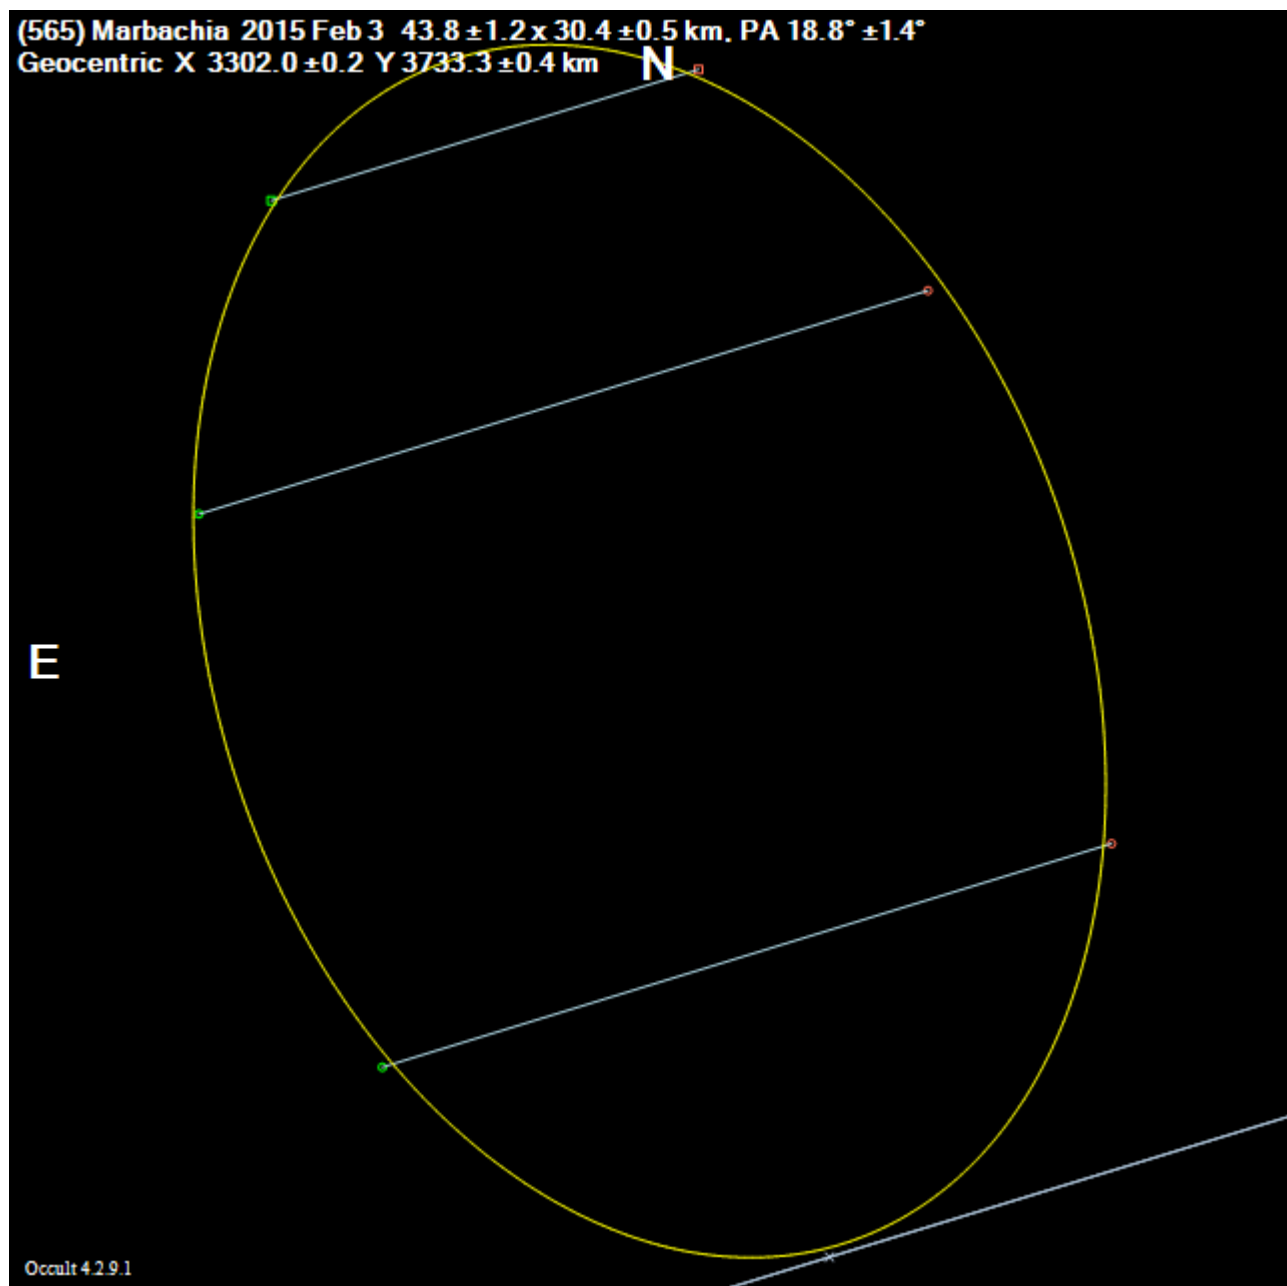 (565) Marbachia 2015 Feb 3 43.8 ±1.2 x 30.4 ±0.5 km, PA 18.8° ±1.4°
Geocentric X 3302.0 ±0.2 Y 3733.3 ±0.4 km
N
E
Occult 4.2.9.1